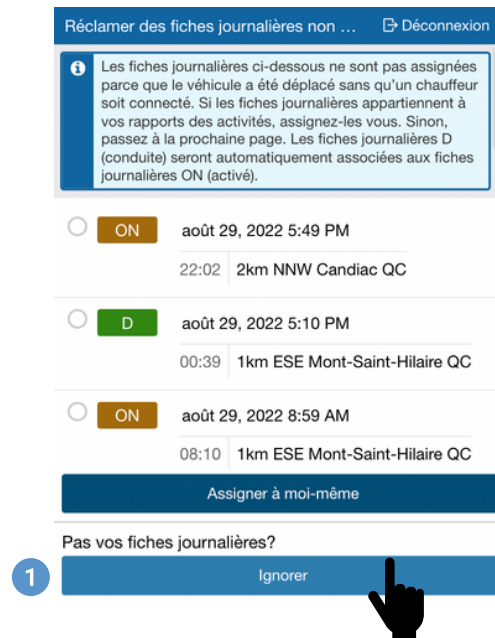 Réclamer des fiches journalières non … Déconnexion
Les fiches journalières ci-dessous ne sont pas assignées
parce que le véhicule a été déplacé sans qu'un chauffeur
soit connecté. Si les fiches journalières appartiennent à
vos rapports des activités, assignez-les vous. Sinon,
passez à la prochaine page. Les fiches journalières D
(conduite) seront automatiquement associées aux fiches
journalières ON (activé).
ON août 29, 2022 5:49 PM
22:02 2km NNW Candiac QC
D août 29, 2022 5:10 PM
00:39 1km ESE Mont-Saint-Hilaire QC
ON août 29, 2022 8:59 AM
08:10 1km ESE Mont-Saint-Hilaire QC
Assigner à moi-même
Pas vos fiches journalières?
1 Ignorer